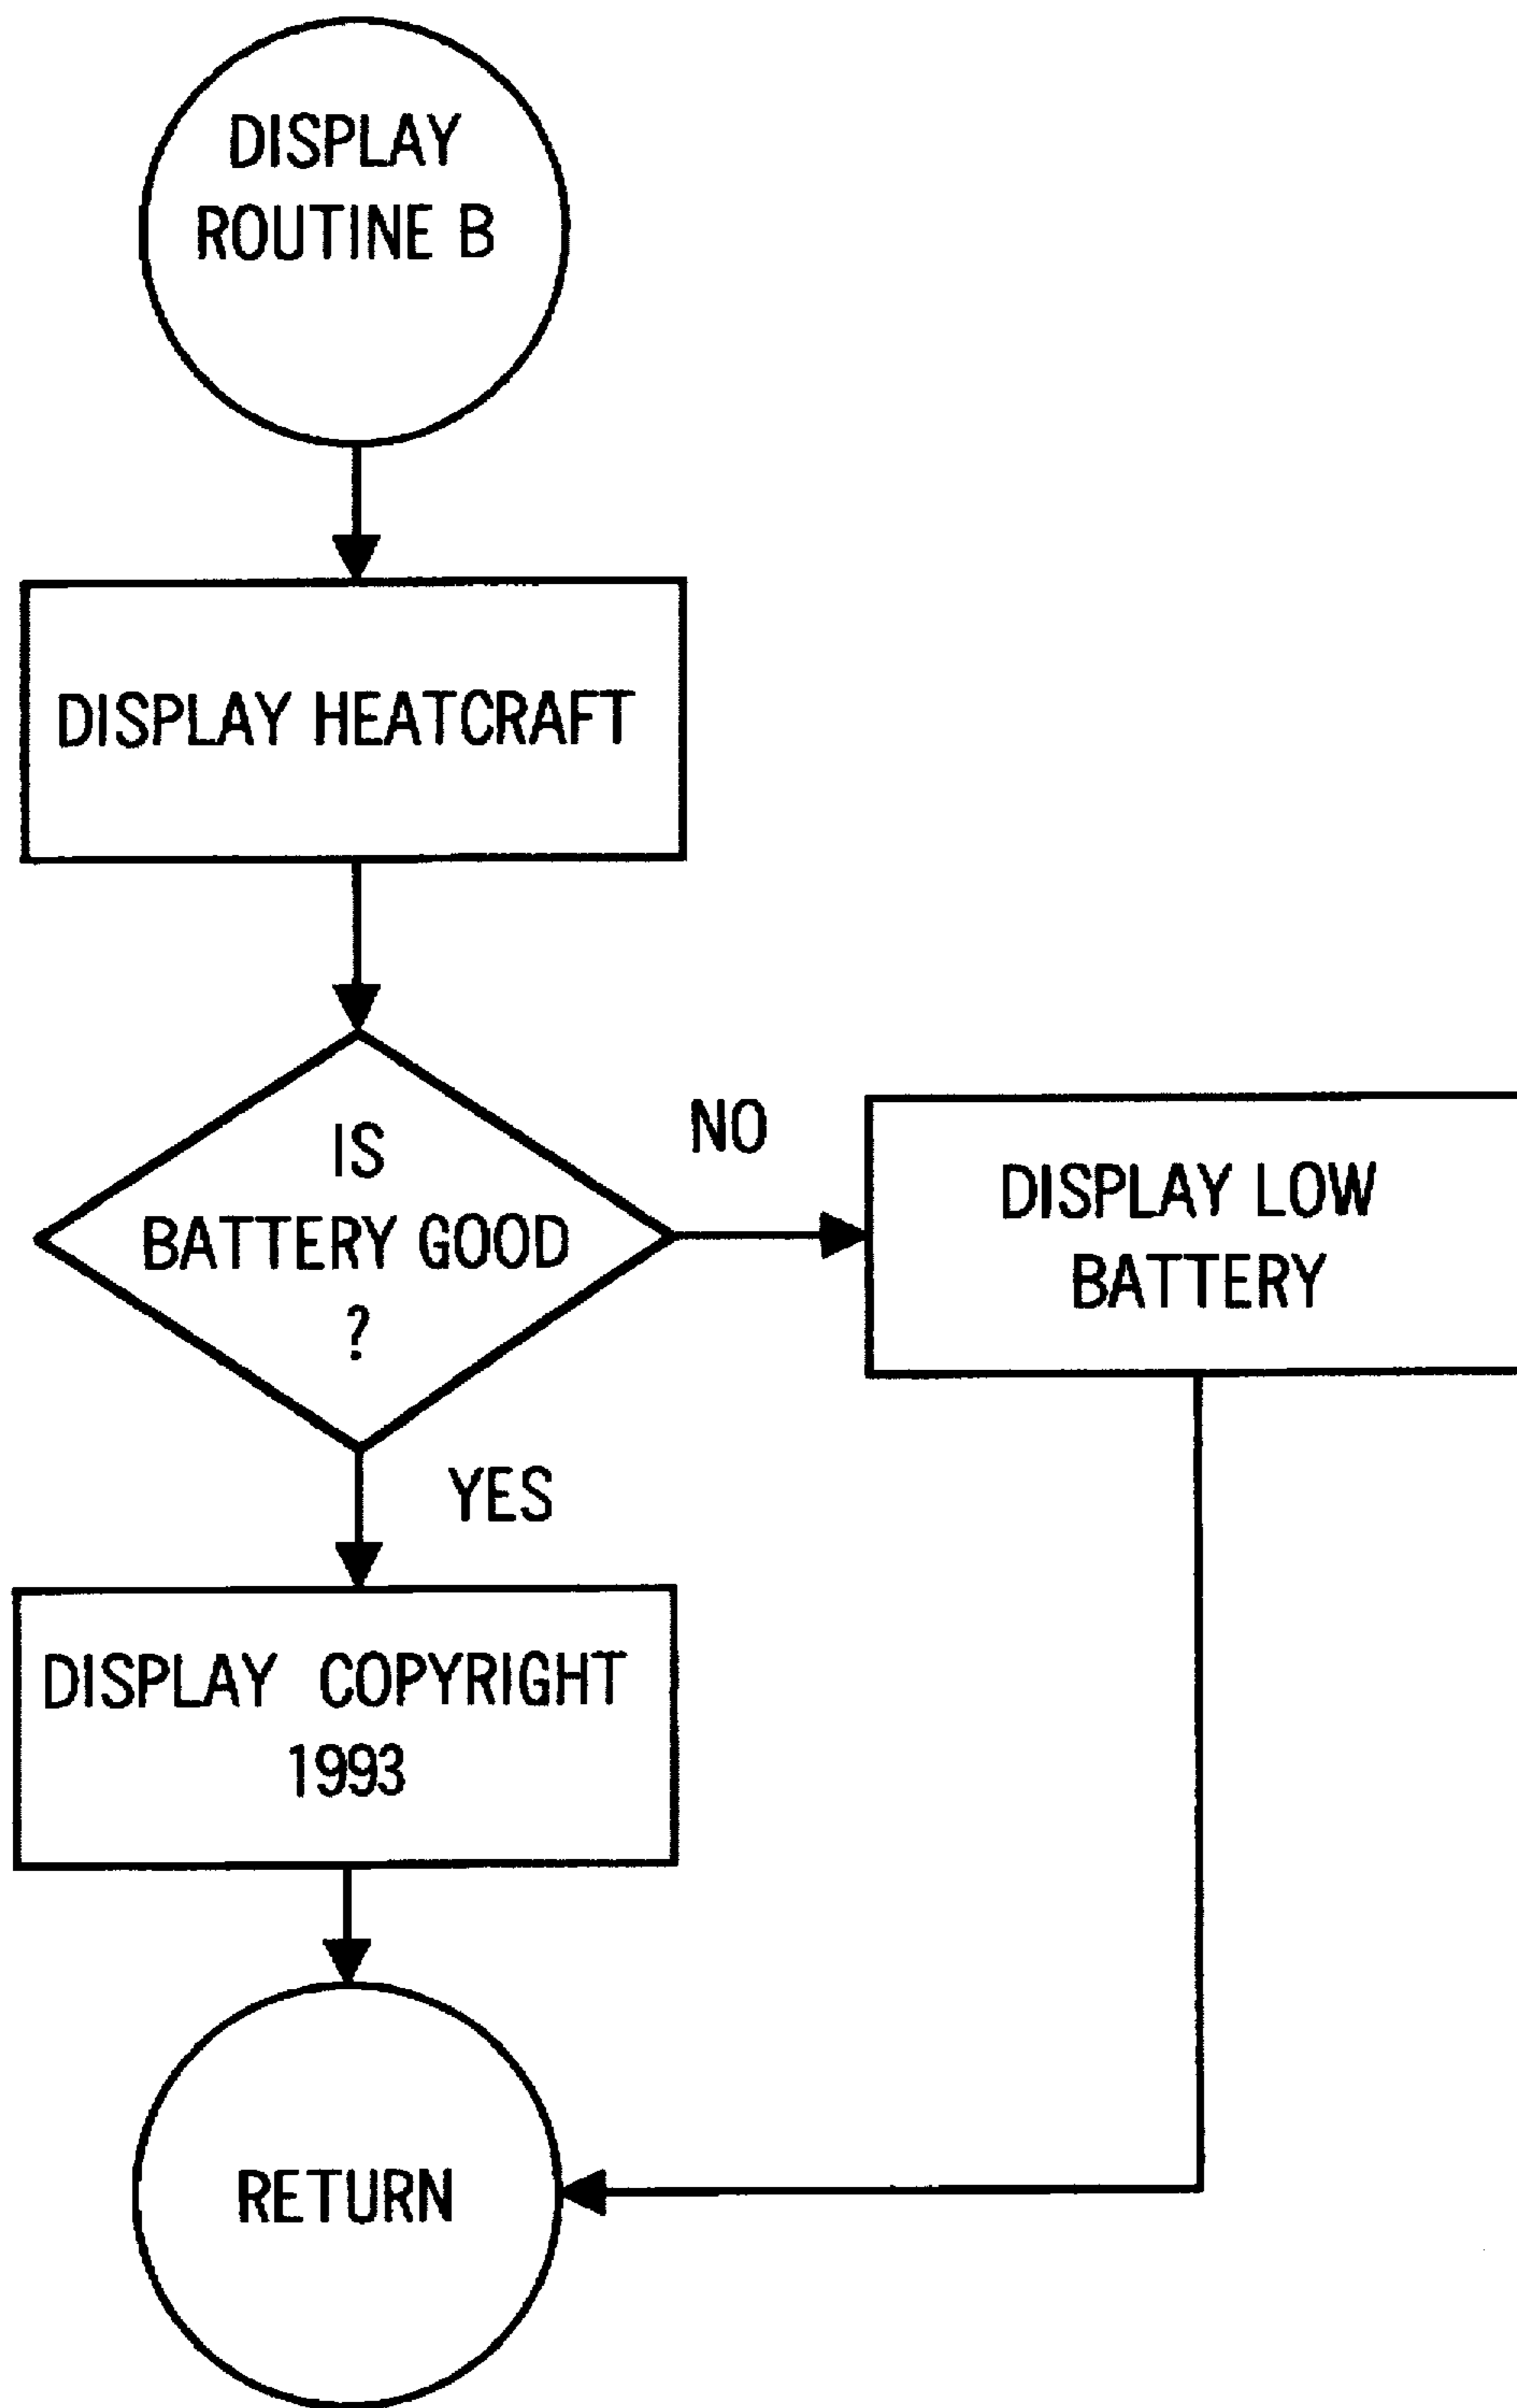 DISPLAY
ROUTINE B
DISPLAY HEATCRAFT
IS
BATTERY GOOD
?
NO
DISPLAY LOW
BATTERY
YES
DISPLAY COPYRIGHT
1993
RETURN